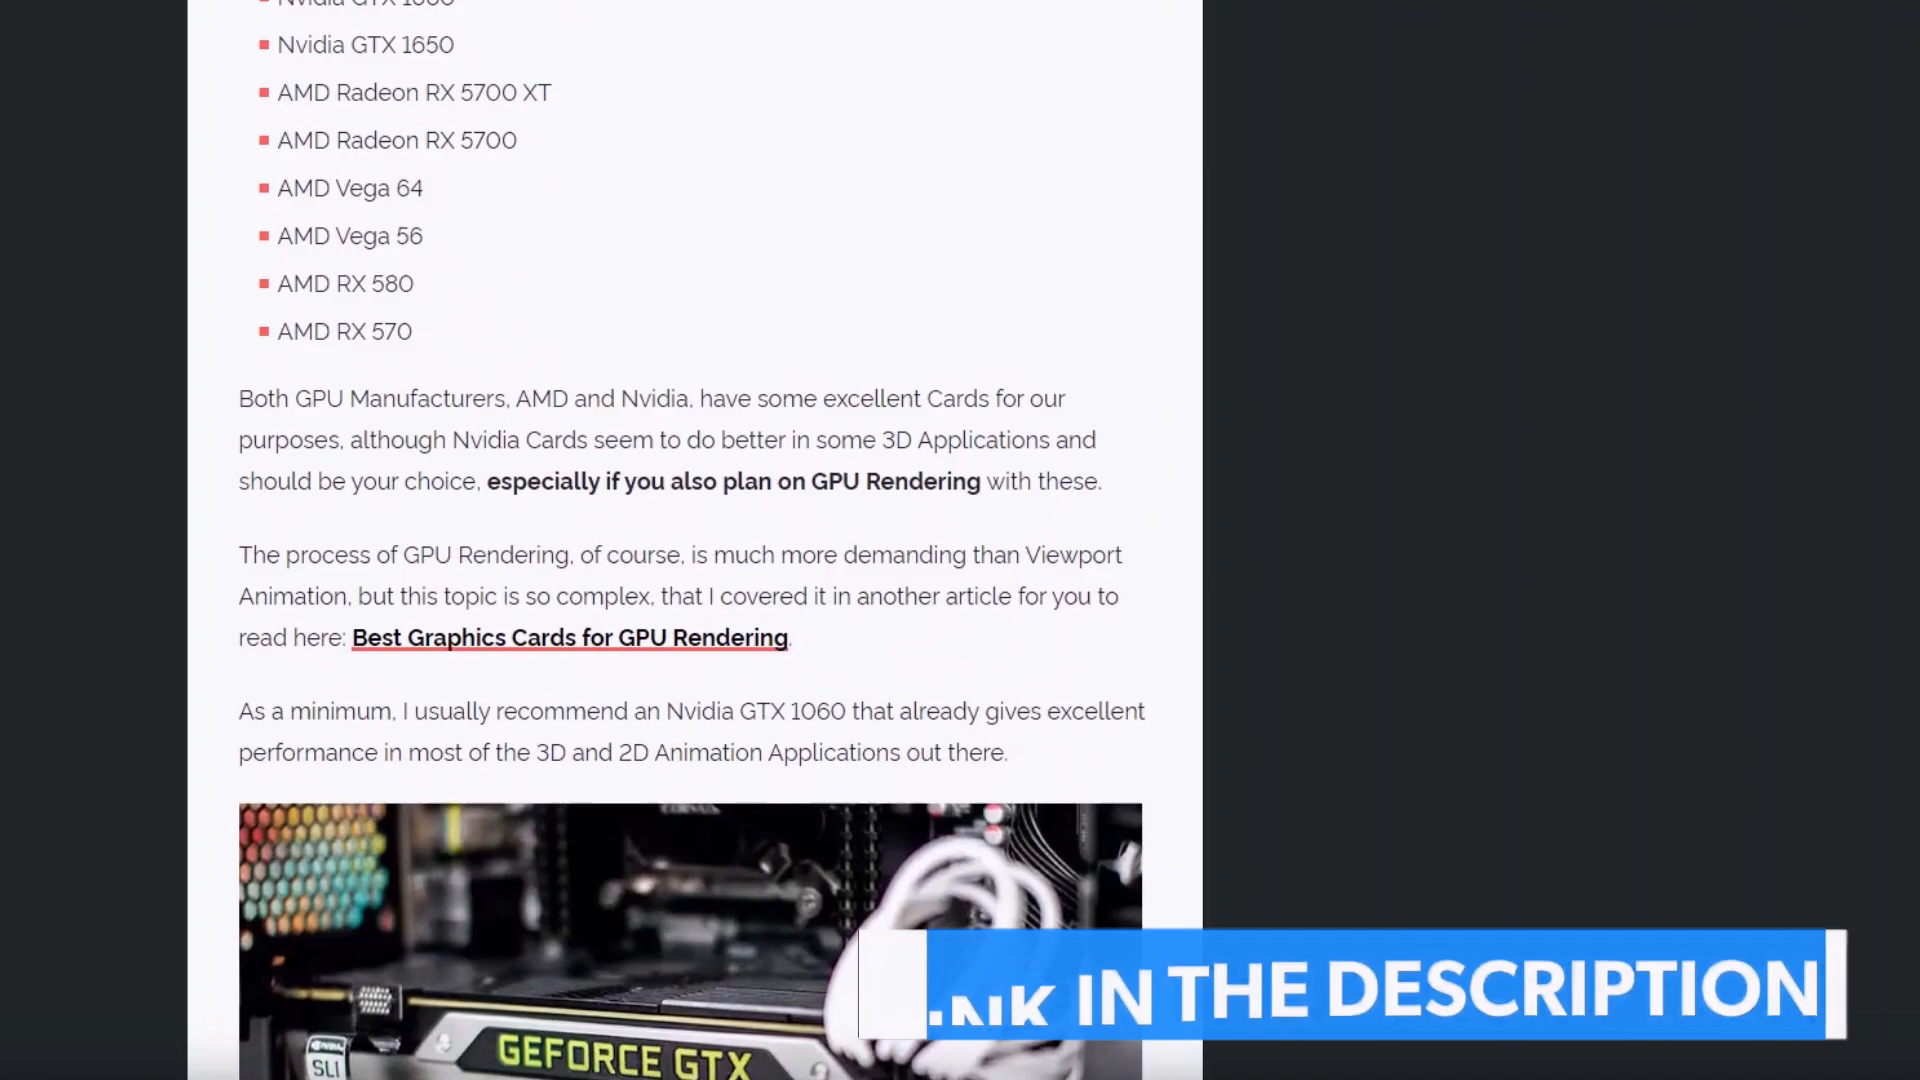 Nvidia GTX 1650
AMD Radeon RX 5700 XT
AMD Radeon RX 5700
AMD Vega 64
AMD Vega 56
AMD RX 580
AMD RX 570
Both GPU Manufacturers, AMD and Nvidia, have some excellent Cards for our
purposes, although Nvidia Cards seem to do better in some 3D Applications and
should be your choice, especially if you also plan on GPU Rendering with these.
The process of GPU Rendering, of course, is much more demanding than Viewport
Animation, but this topic is so complex, that I covered it in another article for you to
read here: Best Graphics Cards for GPU Rendering.
As a minimum, I usually recommend an Nvidia GTX 1060 that already gives excellent
performance in most of the 3D and 2D Animation Applications out there.
IN THE DESCRIPTION
GEFORCE GTX
SLI